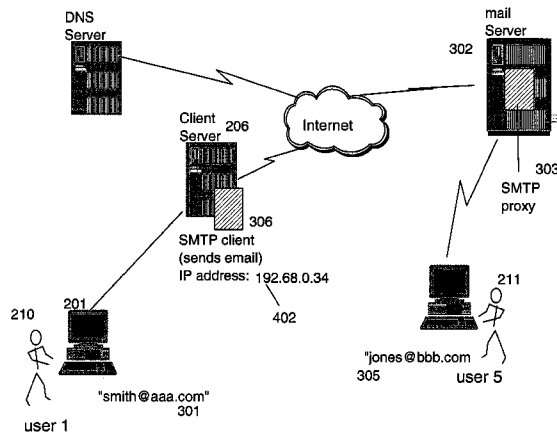 DNS
Server
mail
Server
302
Client
Server 206
Internet
303
SMTP
proxy
306
SMTP client
(sends email)
IP address: 192.68.0.34
402
210
201
211
"smith@aaa.com"
301
user 1
"jones@bbb.com
305
user 5